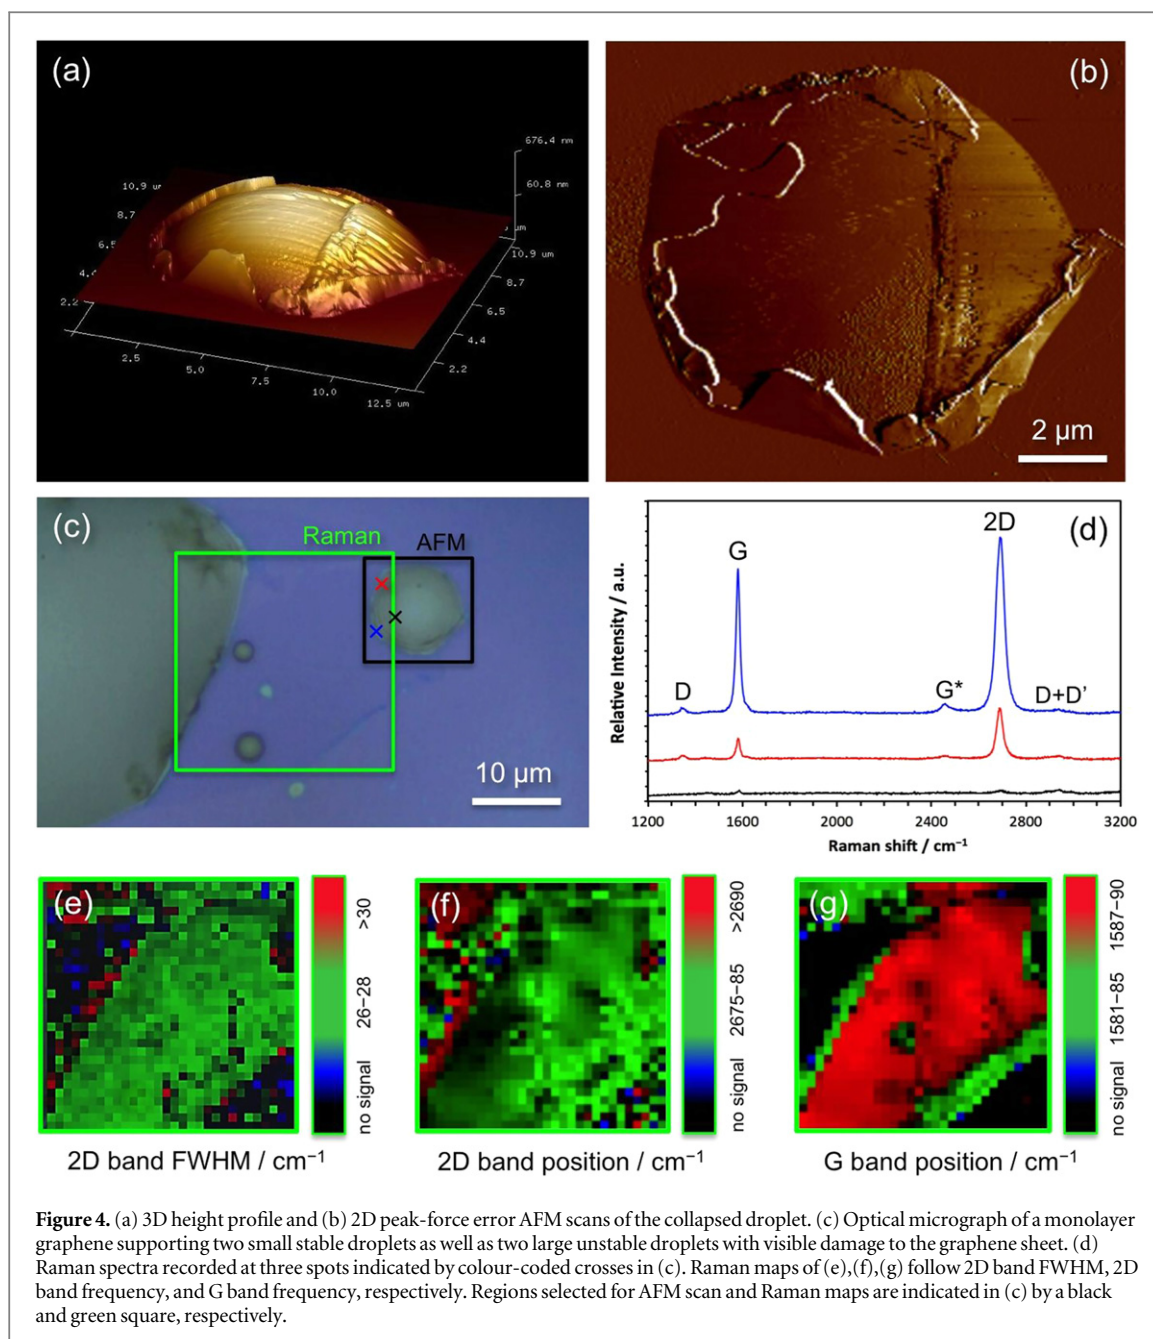 (a)
676.4 nm
60.8 nm
10.9 um
8.7
6.5
4.4
2.2
10.9 um
8.7
6.5
4.4
2.2
2.5
5.0
7.5
10.0
12.5 um
(b)
2 µm
(c)
Raman
AFM
10 µm
(d)
2D
G
D
G*
D+D’
Relative Intensity / a.u.
1200 1600 2000 2400 2800 3200
Raman shift / cm⁻¹
(e)
>30
26–28
no signal
2D band FWHM / cm⁻¹
(f)
>2690
2675–85
no signal
2D band position / cm⁻¹
(g)
1587–90
1581–85
no signal
G band position / cm⁻¹
Figure 4. (a) 3D height profile and (b) 2D peak-force error AFM scans of the collapsed droplet. (c) Optical micrograph of a monolayer
graphene supporting two small stable droplets as well as two large unstable droplets with visible damage to the graphene sheet. (d)
Raman spectra recorded at three spots indicated by colour-coded crosses in (c). Raman maps of (e),(f),(g) follow 2D band FWHM, 2D
band frequency, and G band frequency, respectively. Regions selected for AFM scan and Raman maps are indicated in (c) by a black
and green square, respectively.